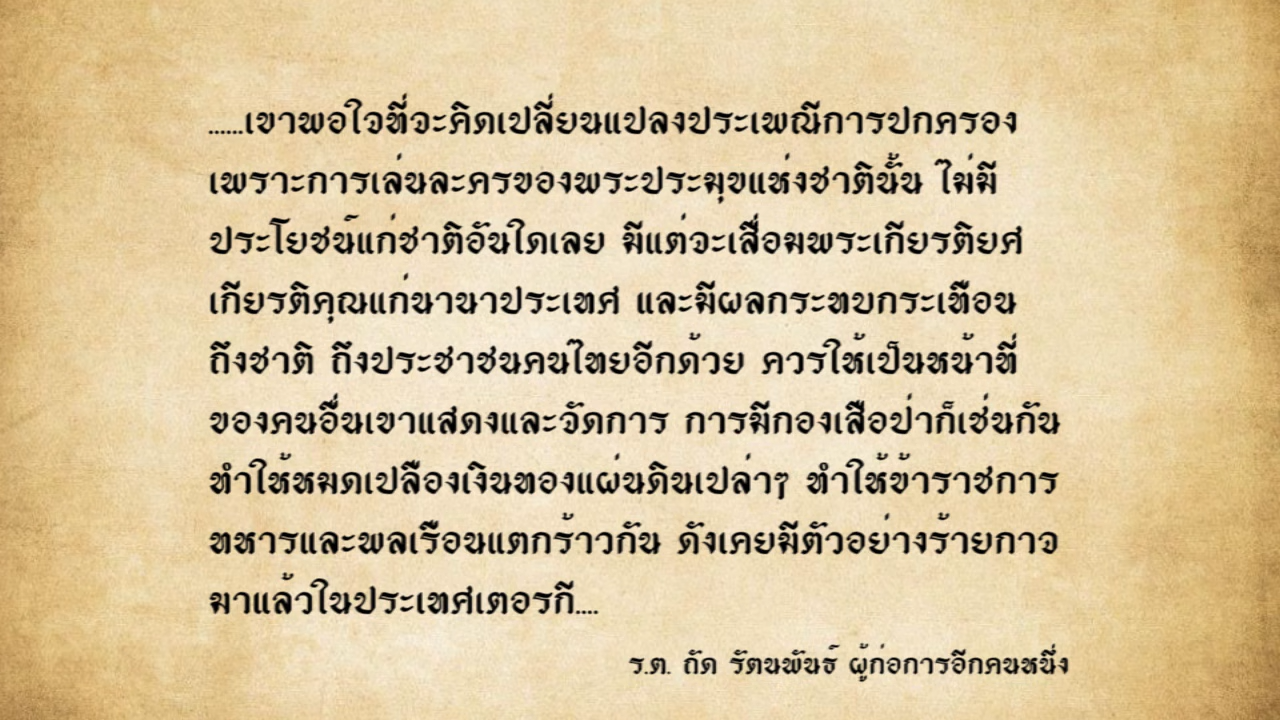 ......เขาพอใจที่จะคิดเปลี่ยนแปลงประเพณีการปกครอง
เพราะการเล่นละครของพระประมุขแห่งชาตินั้น ไม่มี
ประโยชน์แก่ชาติอันใดเลย มีแต่จะเสื่อมพระเกียรติยศ
เกียรติคุณแก่นานาประเทศ และมีผลกระทบกระเทือน
ถึงชาติ ถึงประชาชนคนไทยอีกด้วย ควรให้เป็นหน้าที่
ของคนอื่นเขาแสดงและจัดการ การมีกองเสือป่าก็เช่นกัน
ทำให้หมดเปลืองเงินทองแผ่นดินเปล่าๆ ทำให้ข้าราชการ
ทหารและพลเรือนแตกร้าวกัน ดังเคยมีตัวอย่างร้ายกาจ
มาแล้วในประเทศเตอรกี....
ร.ต. ถัด รัตนพันธ์ ผู้ก่อการอีกคนหนึ่ง